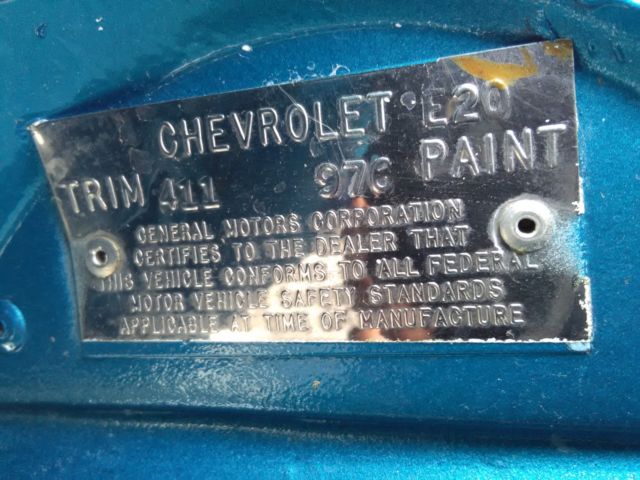 CHEVROLET E20
TRIM 411 97C PAINT
GENERAL MOTORS CORPORATION
CERTIFIES TO THE DEALER THAT
THIS VEHICLE CONFORMS TO ALL FEDERAL
MOTOR VEHICLE SAFETY STANDARDS
APPLICABLE AT TIME OF MANUFACTURE